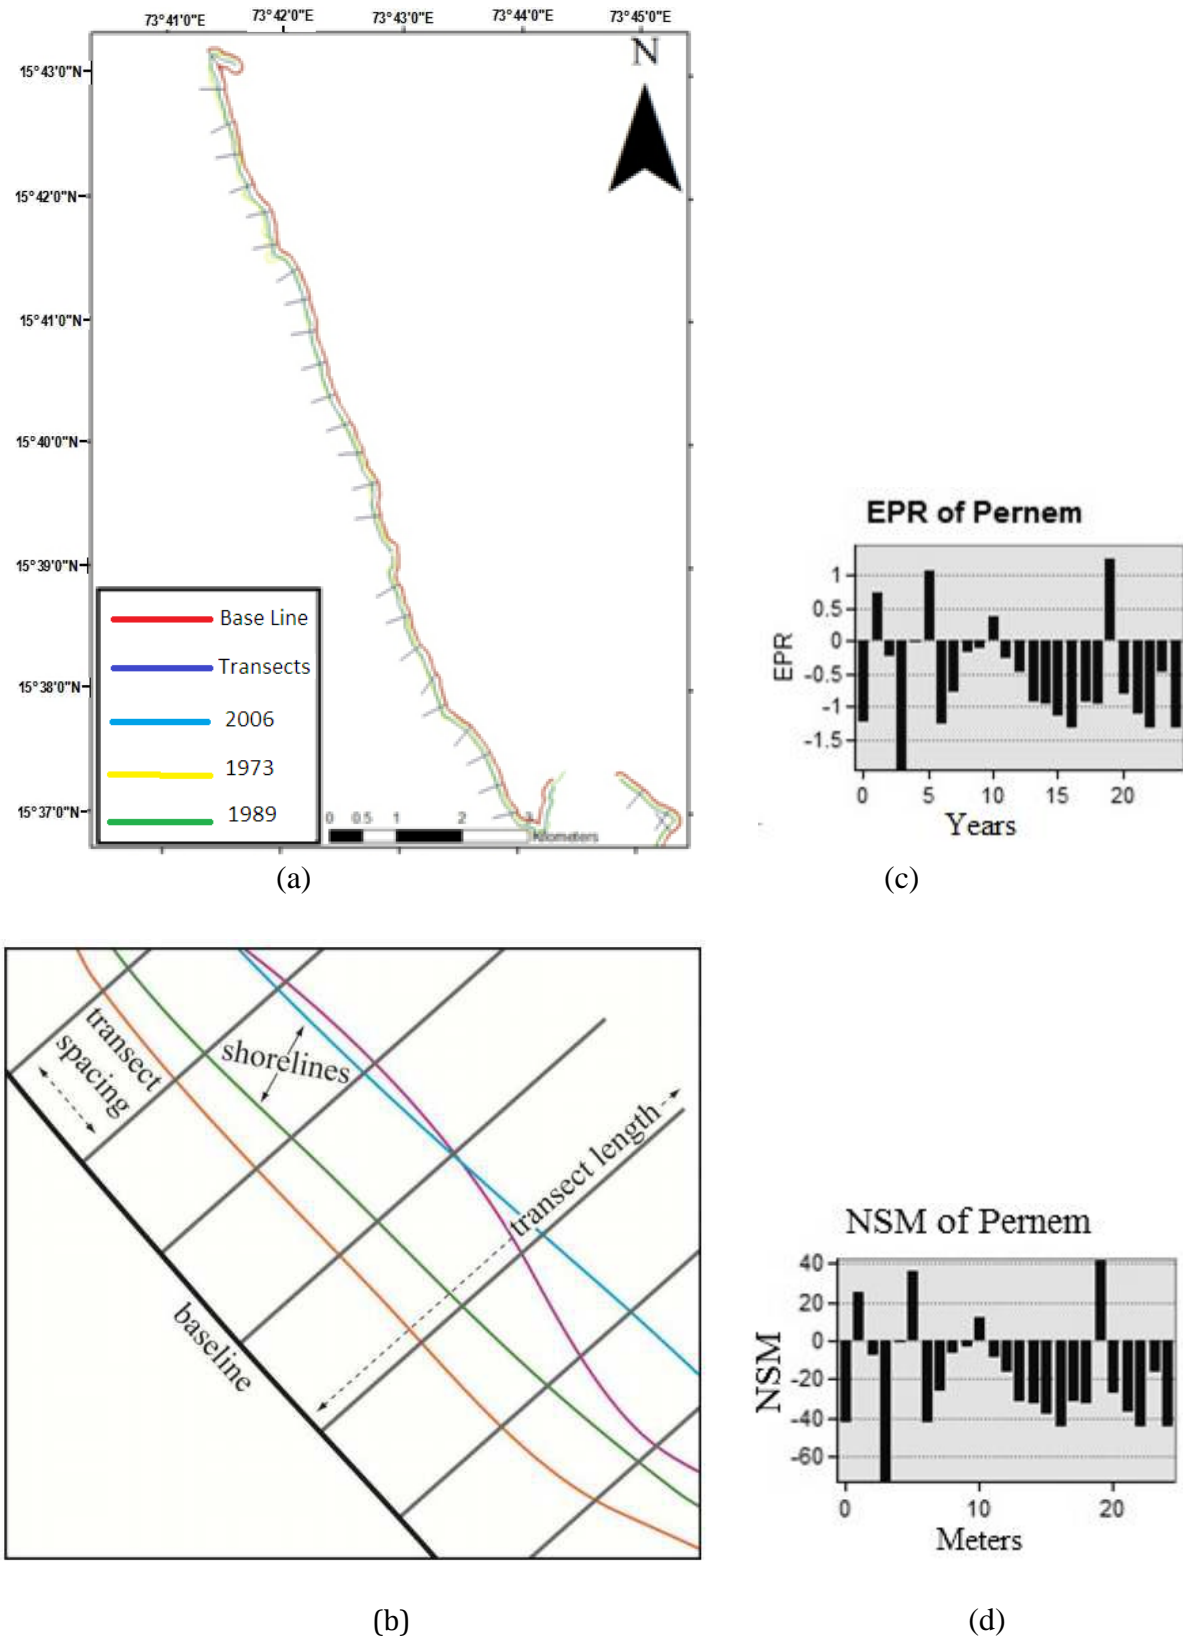 73°41'0"E 73°42'0"E 73°43'0"E 73°44'0"E 73°45'0"E
N
15°43'0"N
15°42'0"N
15°41'0"N
15°40'0"N
15°39'0"N
15°38'0"N
15°37'0"N
Base Line
Transects
2006
1973
1989
0 0.5 1 2 3
Kilometers
(a)
EPR of Pernem
EPR
1
0.5
0
-0.5
-1
-1.5
0 5 10 15 20
Years
(c)
transect
spacing
shorelines
transect length
baseline
(b)
NSM of Pernem
NSM
40
20
0
-20
-40
-60
0 10 20
Meters
(d)